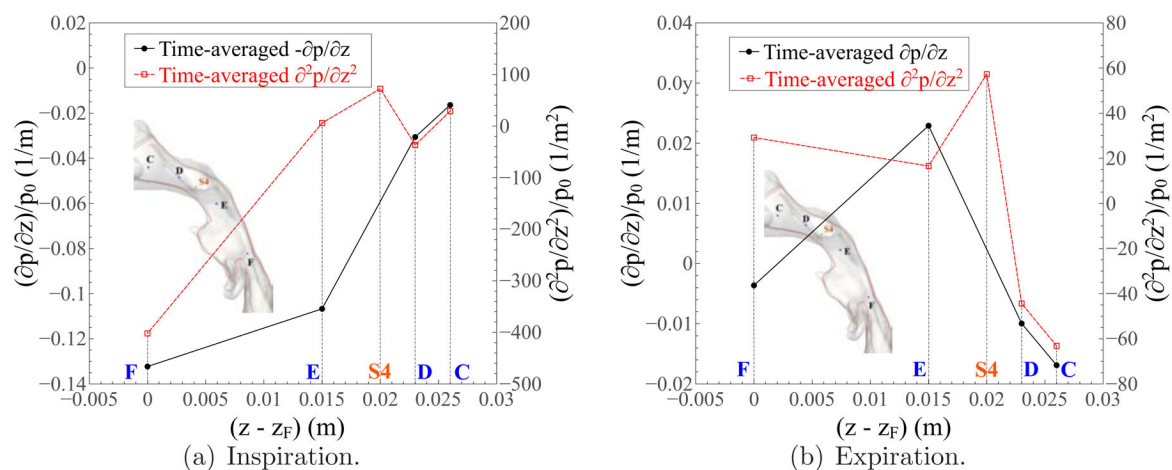 0.02
0
−0.02
−0.04
−0.06
−0.08
−0.1
−0.12
−0.14
(∂p/∂z)/p₀ (1/m)
Time-averaged -∂p/∂z
Time-averaged ∂²p/∂z²
200
100
0
−100
−200
−300
−400
−500
(∂²p/∂z²)/p₀ (1/m²)
C
D
S4
E
F
F E S4 D C
−0.005 0 0.005 0.01 0.015 0.02 0.025 0.03
(z - z_F) (m)
(a) Inspiration.
0.04
0.0y
0.02
0.01
0
−0.01
−0.02
(∂p/∂z)/p₀ (1/m)
Time-averaged ∂p/∂z
Time-averaged ∂²p/∂z²
80
60
40
20
0
−20
−40
−60
−80
(∂²p/∂z²)/p₀ (1/m²)
C
D
S4
E
F
F E S4 D C
−0.005 0 0.005 0.01 0.015 0.02 0.025 0.03
(z - z_F) (m)
(b) Expiration.